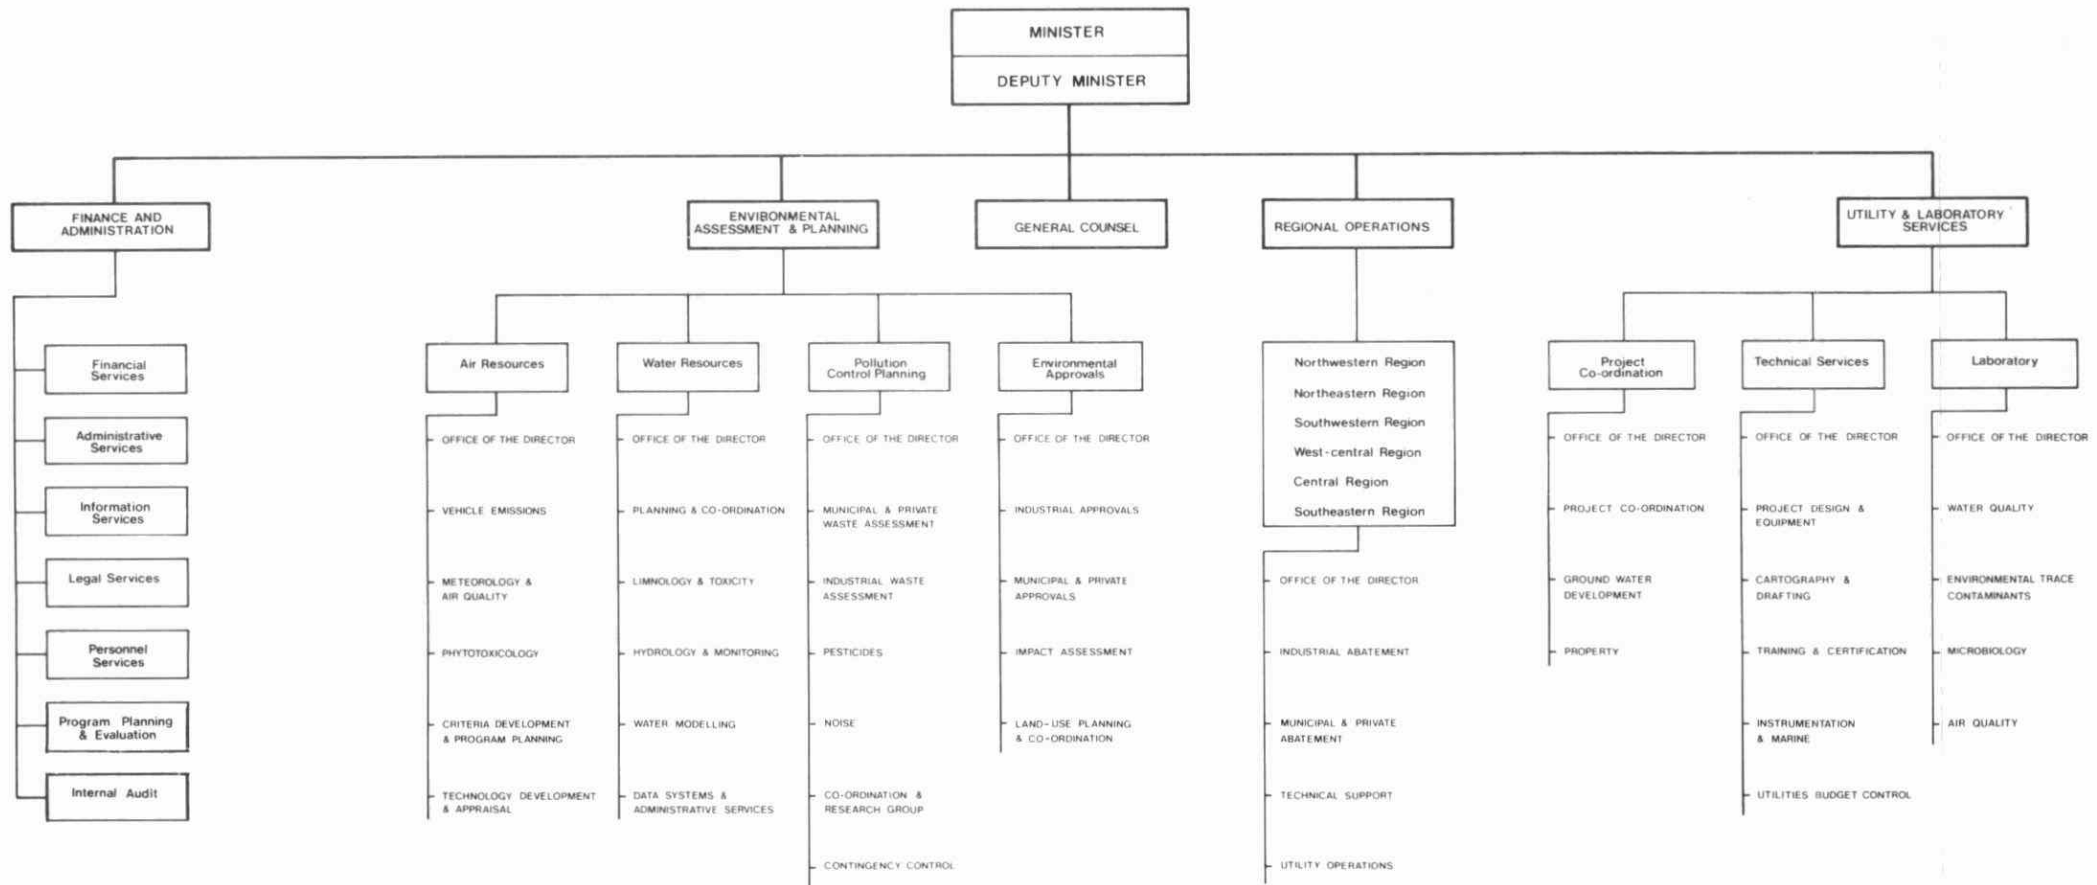 MINISTER
DEPUTY MINISTER
FINANCE AND
ADMINISTRATION
ENVIRONMENTAL
ASSESSMENT & PLANNING
GENERAL COUNSEL
REGIONAL OPERATIONS
UTILITY & LABORATORY
SERVICES
Financial
Services
Administrative
Services
Information
Services
Legal Services
Personnel
Services
Program Planning
& Evaluation
Internal Audit
Air Resources
OFFICE OF THE DIRECTOR
VEHICLE EMISSIONS
METEOROLOGY &
AIR QUALITY
PHYTOTOXICOLOGY
CRITERIA DEVELOPMENT
& PROGRAM PLANNING
TECHNOLOGY DEVELOPMENT
& APPRAISAL
Water Resources
OFFICE OF THE DIRECTOR
PLANNING & CO-ORDINATION
LIMNOLOGY & TOXICITY
HYDROLOGY & MONITORING
WATER MODELLING
DATA SYSTEMS &
ADMINISTRATIVE SERVICES
Pollution
Control Planning
OFFICE OF THE DIRECTOR
MUNICIPAL & PRIVATE
WASTE ASSESSMENT
INDUSTRIAL WASTE
ASSESSMENT
PESTICIDES
NOISE
CO-ORDINATION &
RESEARCH GROUP
CONTINGENCY CONTROL
Environmental
Approvals
OFFICE OF THE DIRECTOR
INDUSTRIAL APPROVALS
MUNICIPAL & PRIVATE
APPROVALS
IMPACT ASSESSMENT
LAND-USE PLANNING
& CO-ORDINATION
Northwestern Region
Northeastern Region
Southwestern Region
West-central Region
Central Region
Southeastern Region
OFFICE OF THE DIRECTOR
INDUSTRIAL ABATEMENT
MUNICIPAL & PRIVATE
ABATEMENT
TECHNICAL SUPPORT
UTILITY OPERATIONS
Project
Co-ordination
OFFICE OF THE DIRECTOR
PROJECT CO-ORDINATION
GROUND WATER
DEVELOPMENT
PROPERTY
Technical Services
OFFICE OF THE DIRECTOR
PROJECT DESIGN &
EQUIPMENT
CARTOGRAPHY &
DRAFTING
TRAINING & CERTIFICATION
INSTRUMENTATION
& MARINE
UTILITIES BUDGET CONTROL
Laboratory
OFFICE OF THE DIRECTOR
WATER QUALITY
ENVIRONMENTAL TRACE
CONTAMINANTS
MICROBIOLOGY
AIR QUALITY